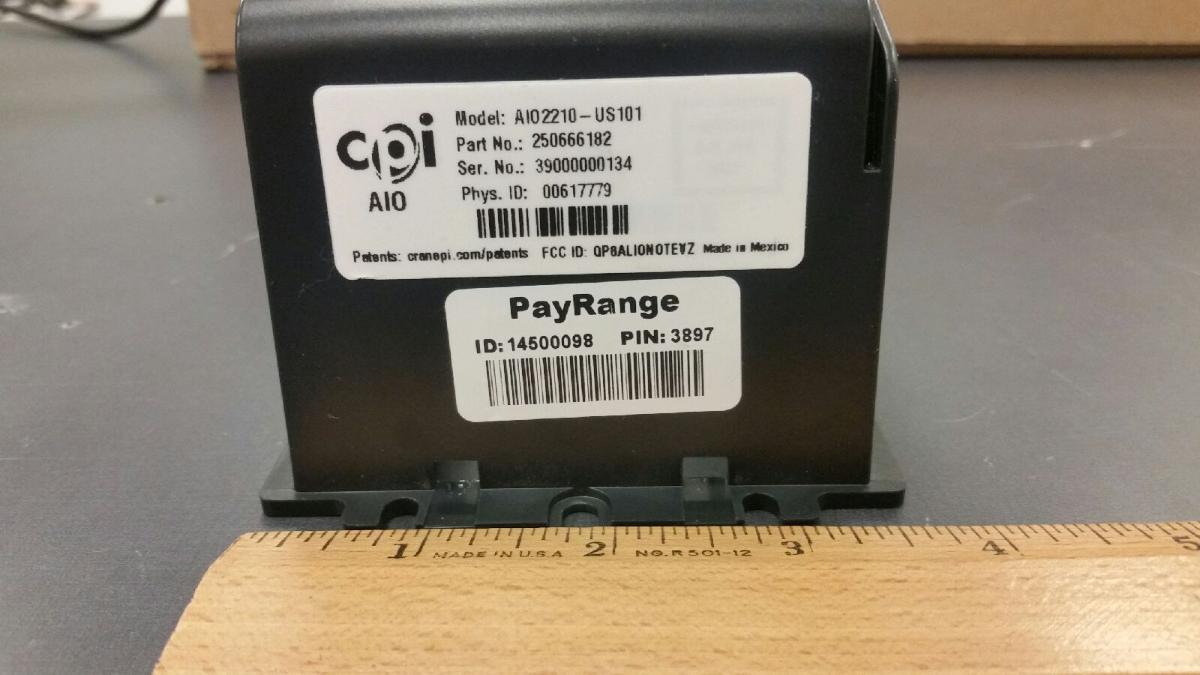 cpi
AIO
Model: AIO2210-US101
Part No.: 250666182
Ser. No.: 39000000134
Phys. ID: 00617779
Patents: cranepi.com/patents FCC ID: QP8ALIONOTEVZ Made in Mexico
PayRange
ID: 14500098 PIN: 3897
1 MADE IN U.S.A 2 NO. R 501-12 3 4 5